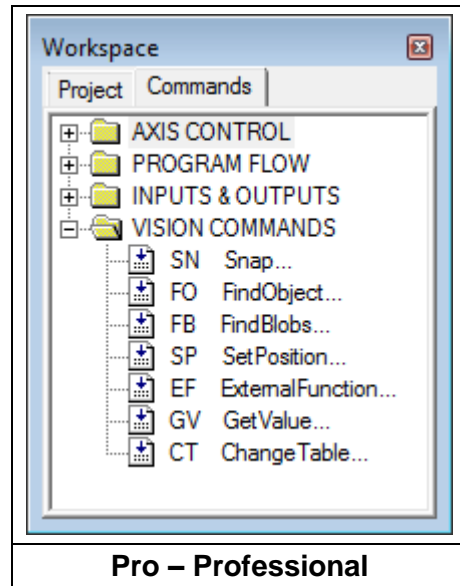 Workspace
Project Commands
AXIS CONTROL
PROGRAM FLOW
INPUTS & OUTPUTS
VISION COMMANDS
SN Snap...
FO FindObject...
FB FindBlobs...
SP SetPosition...
EF ExternalFunction...
GV GetValue...
CT ChangeTable...
Pro – Professional